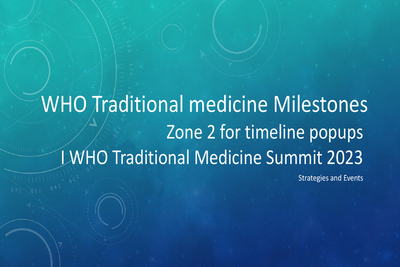 WHO Traditional medicine Milestones
Zone 2 for timeline popups
I WHO Traditional Medicine Summit 2023
Strategies and Events